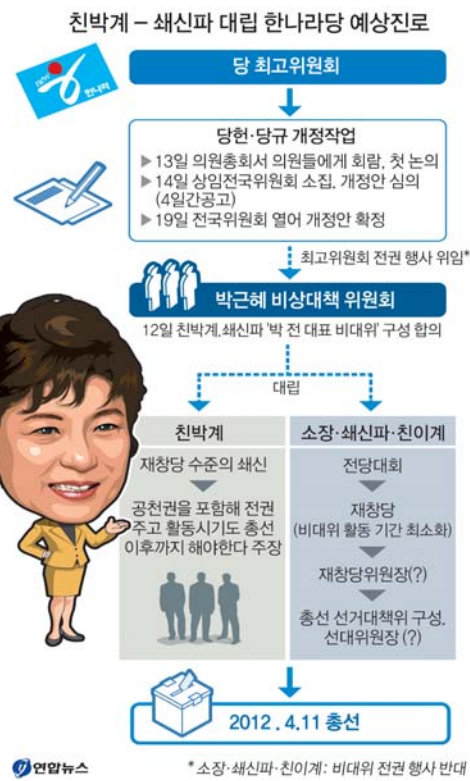 친박계 – 쇄신파 대립 한나라당 예상진로
new
한나라
당 최고위원회
당헌·당규 개정작업
▶13일 의원총회서 의원들에게 회람, 첫 논의
▶14일 상임전국위원회 소집, 개정안 심의
(4일간공고)
▶19일 전국위원회 열어 개정안 확정
최고위원회 전권 행사 위임*
박근혜 비상대책 위원회
12일 친박계.쇄신파 '박 전 대표 비대위' 구성 합의
대립
친박계
재창당 수준의 쇄신
공천권을 포함해 전권
주고 활동시기도 총선
이후까지 해야한다 주장
소장·쇄신파·친이계
전당대회
재창당
(비대위 활동 기간 최소화)
재창당위원장(?)
총선 선거대책위 구성,
선대위원장(?)
2012 . 4.11 총선
연합뉴스
* 소장·쇄신파·친이계: 비대위 전권 행사 반대